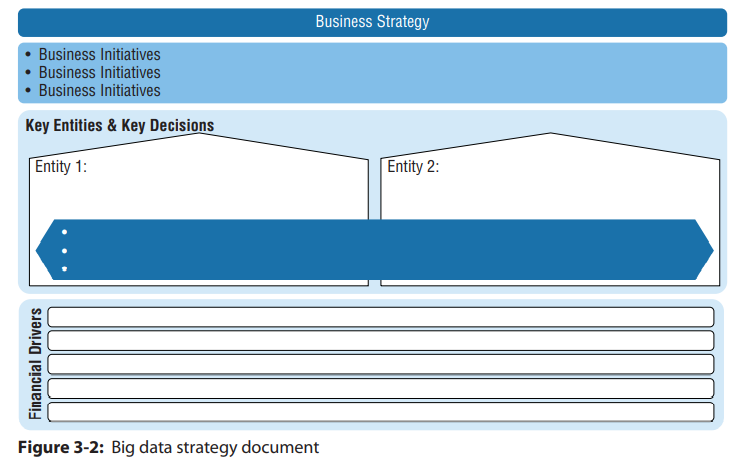 Business Strategy
• Business Initiatives
• Business Initiatives
• Business Initiatives
Key Entities & Key Decisions
Entity 1:
Entity 2:
•
•
•
Financial Drivers
Figure 3-2: Big data strategy document